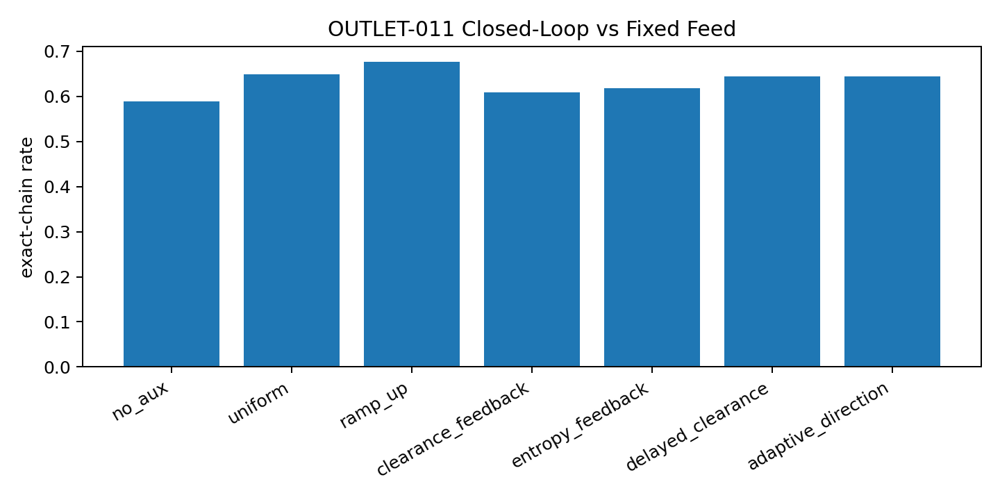 OUTLET-011 Closed-Loop vs Fixed Feed
exact-chain rate
0.7
0.6
0.5
0.4
0.3
0.2
0.1
0.0
no_aux
uniform
ramp_up
clearance_feedback
entropy_feedback
delayed_clearance
adaptive_direction